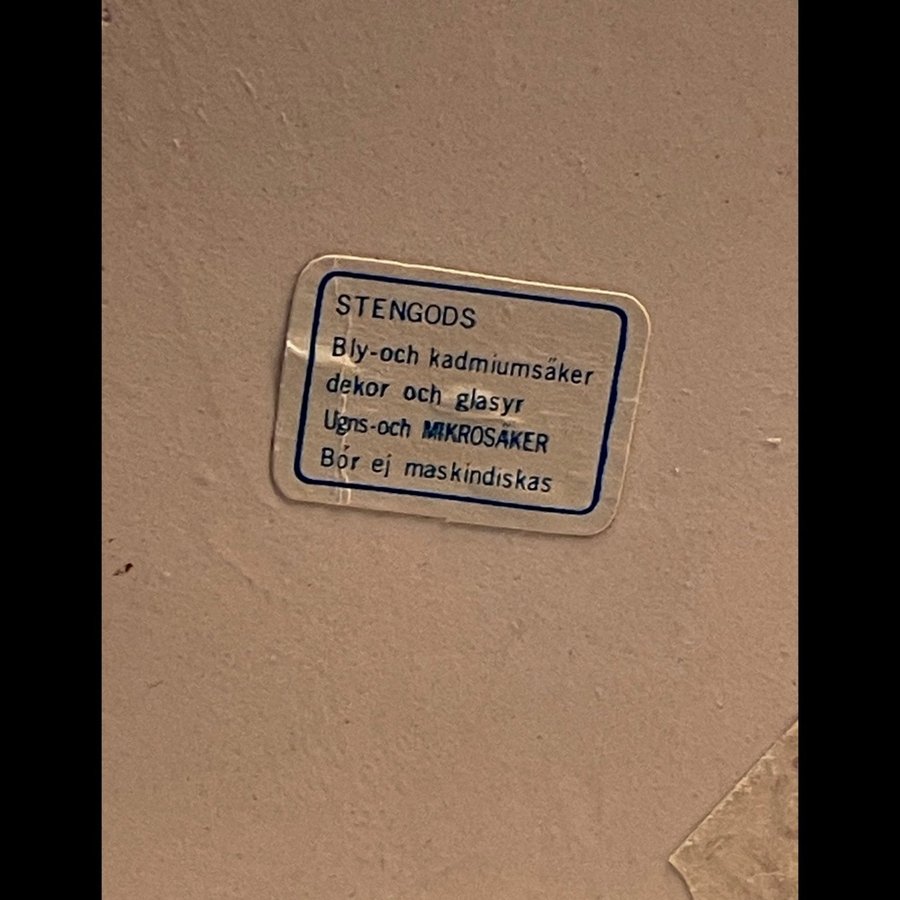 STENGODS
Bly-och kadmiumsäker
dekor och glasyr
Ugns-och MIKROSÄKER
Bör ej maskindiskas